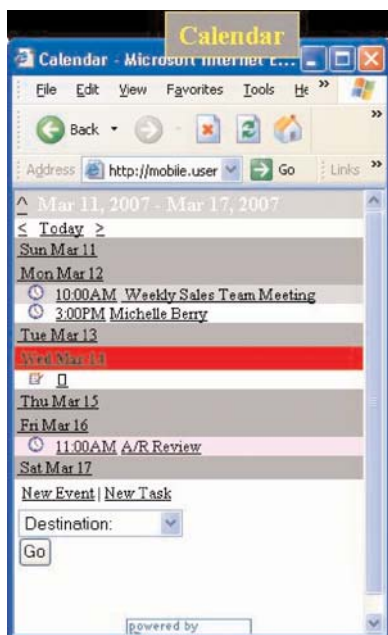 Calendar
Calendar - Microsoft Internet E...
File Edit View Favorites Tools He »
Back »
Address http://mobile.user Go Links »
^ Mar 11, 2007 - Mar 17, 2007
< Today >
Sun Mar 11
Mon Mar 12
10:00AM Weekly Sales Team Meeting
3:00PM Michelle Berry
Tue Mar 13
Wed Mar 14
Thu Mar 15
Fri Mar 16
11:00AM A/R Review
Sat Mar 17
New Event | New Task
Destination:
Go
powered by